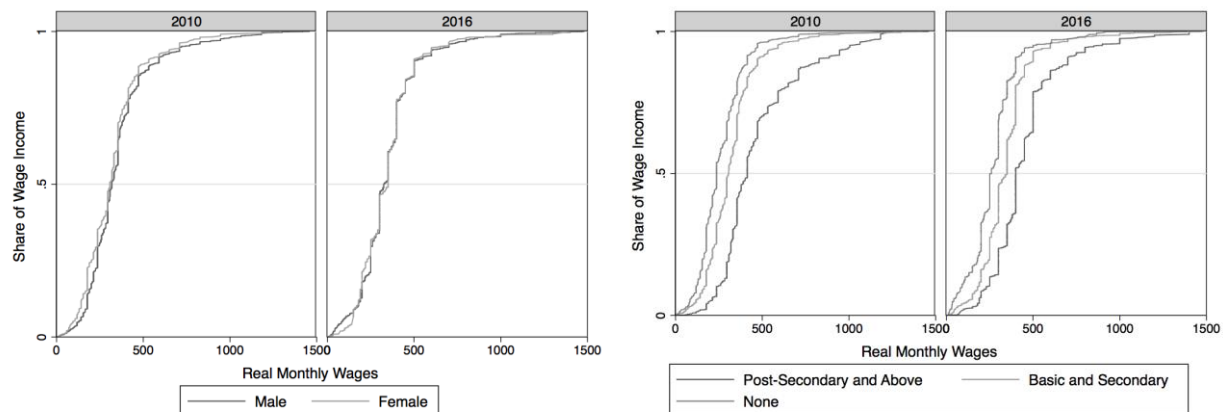 2010
2016
1
.5
0
Share of Wage Income
0
500
1000
1500
0
500
1000
1500
Real Monthly Wages
Male
Female
2010
2016
1
.5
0
Share of Wage Income
0
500
1000
1500
0
500
1000
1500
Real Monthly Wages
Post-Secondary and Above
Basic and Secondary
None